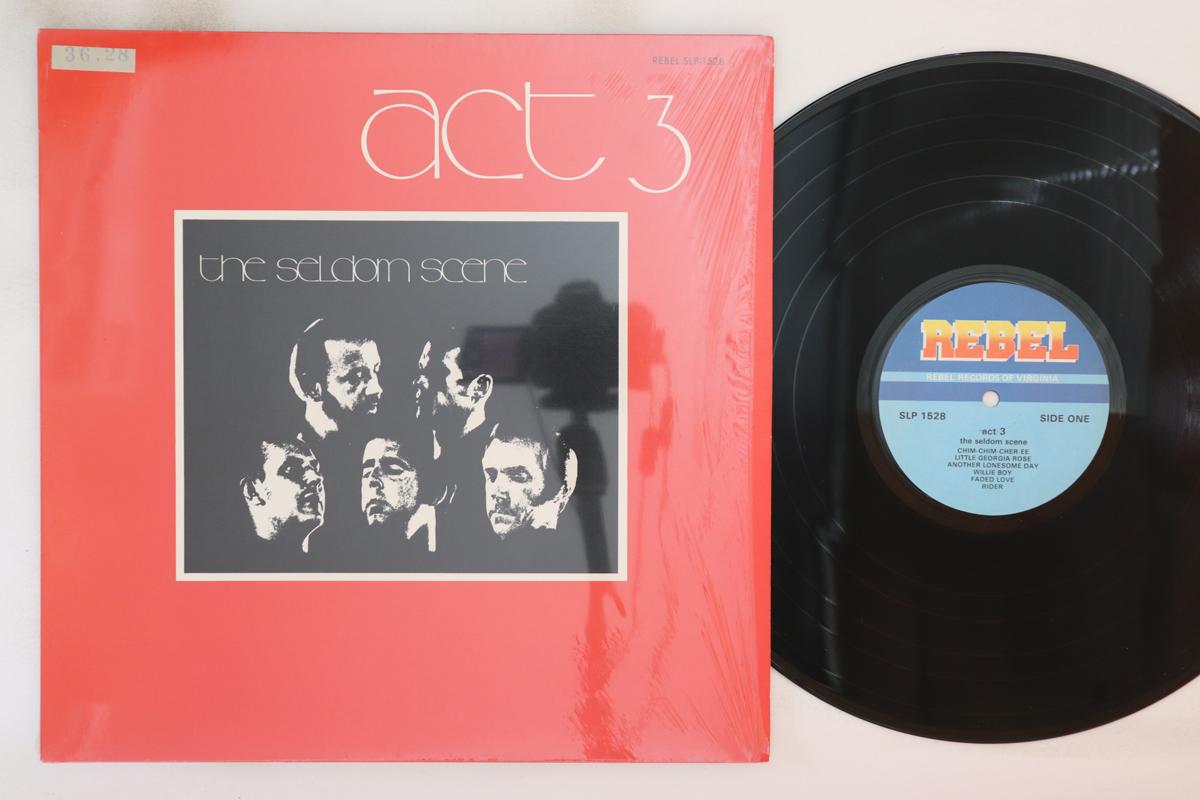 36.28
REBEL SLP-1528
act 3
the seldom scene
REBEL
REBEL RECORDS OF VIRGINIA
SLP 1528
SIDE ONE
act 3
the seldom scene
CHIM-CHIM-CHER-EE
LITTLE GEORGIA ROSE
ANOTHER LONESOME DAY
WILLIE BOY
FADED LOVE
RIDER